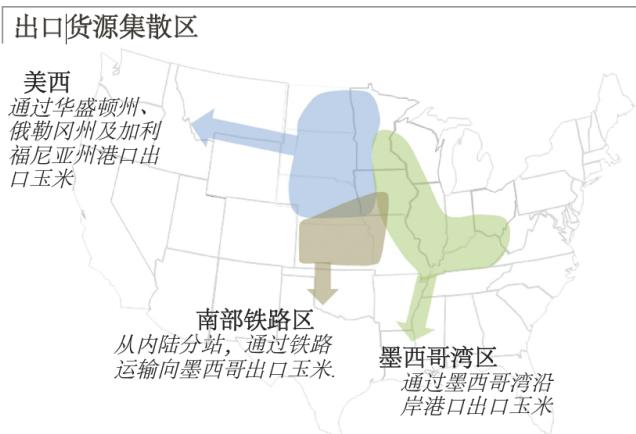 出口货源集散区
美西
通过华盛顿州、
俄勒冈州及加利
福尼亚州港口出
口玉米
南部铁路区
从内陆分站，通过铁路
运输向墨西哥出口玉米.
墨西哥湾区
通过墨西哥湾沿
岸港口出口玉米